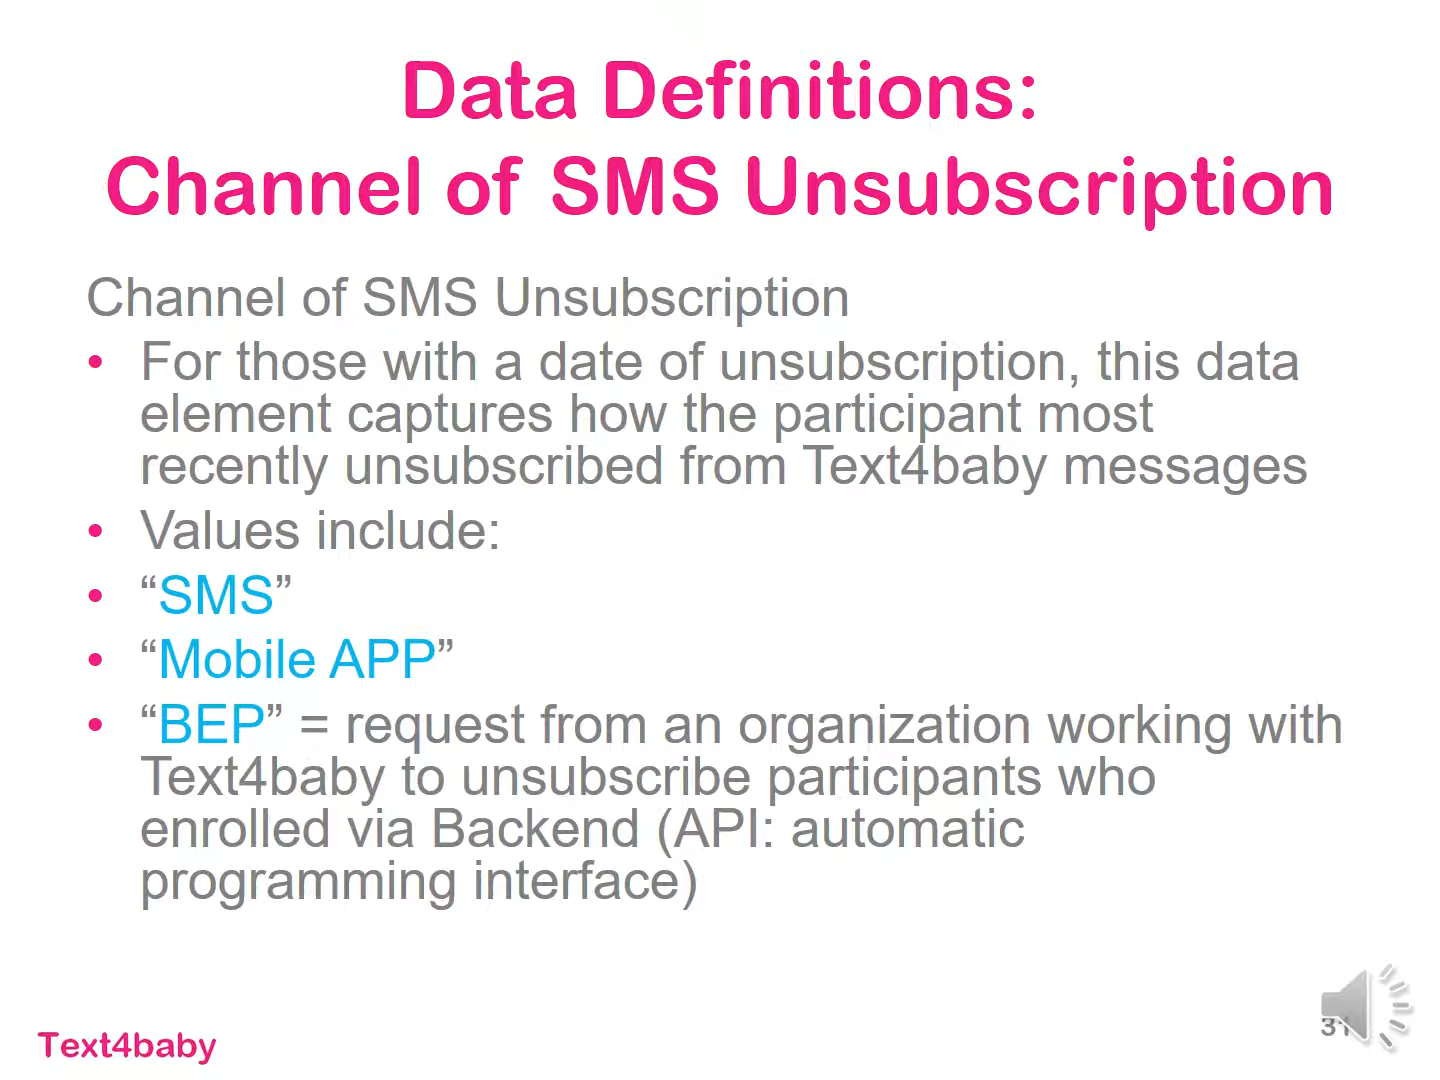 Data Definitions:
Channel of SMS Unsubscription
Channel of SMS Unsubscription
• For those with a date of unsubscription, this data
element captures how the participant most
recently unsubscribed from Text4baby messages
• Values include:
• “SMS”
• “Mobile APP”
• “BEP” = request from an organization working with
Text4baby to unsubscribe participants who
enrolled via Backend (API: automatic
programming interface)
Text4baby